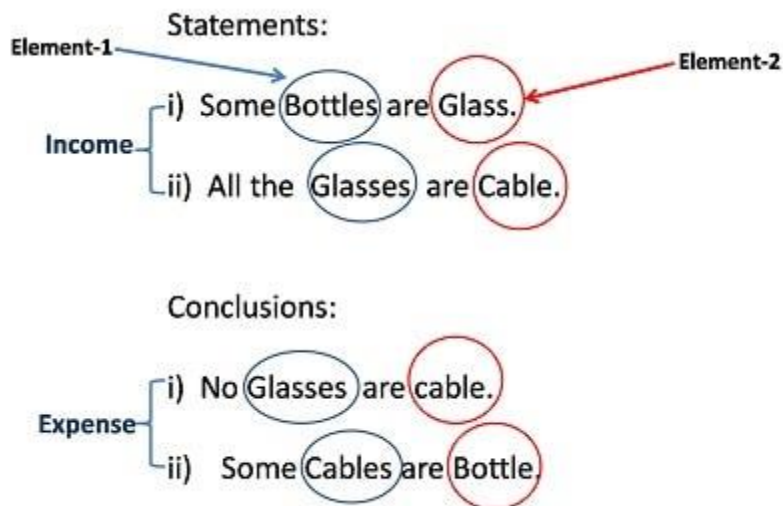 Statements:
Element-1
Element-2
i) Some Bottles are Glass.
Income
ii) All the Glasses are Cable.
Conclusions:
i) No Glasses are cable.
Expense
ii) Some Cables are Bottle.